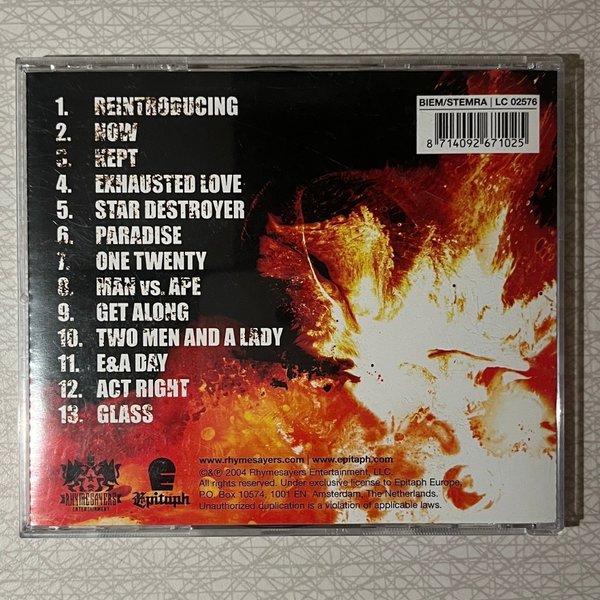 BIEM/STEMRA | LC 02576
8 714092 671025
1. REINTRODUCING
2. NOW
3. KEPT
4. EXHAUSTED LOVE
5. STAR DESTROYER
6. PARADISE
7. ONE TWENTY
8. MAN vs. APE
9. GET ALONG
10. TWO MEN AND A LADY
11. E&A DAY
12. ACT RIGHT
13. GLASS
RHYMESAYERS
ENTERTAINMENT
Epitaph
www.rhymesayers.com | www.epitaph.com
©&℗ 2004 Rhymesayers Entertainment, LLC.
All rights reserved. Under exclusive license to Epitaph Europe,
P.O. Box 10574, 1001 EN Amsterdam, The Netherlands.
Unauthorized duplication is a violation of applicable laws.